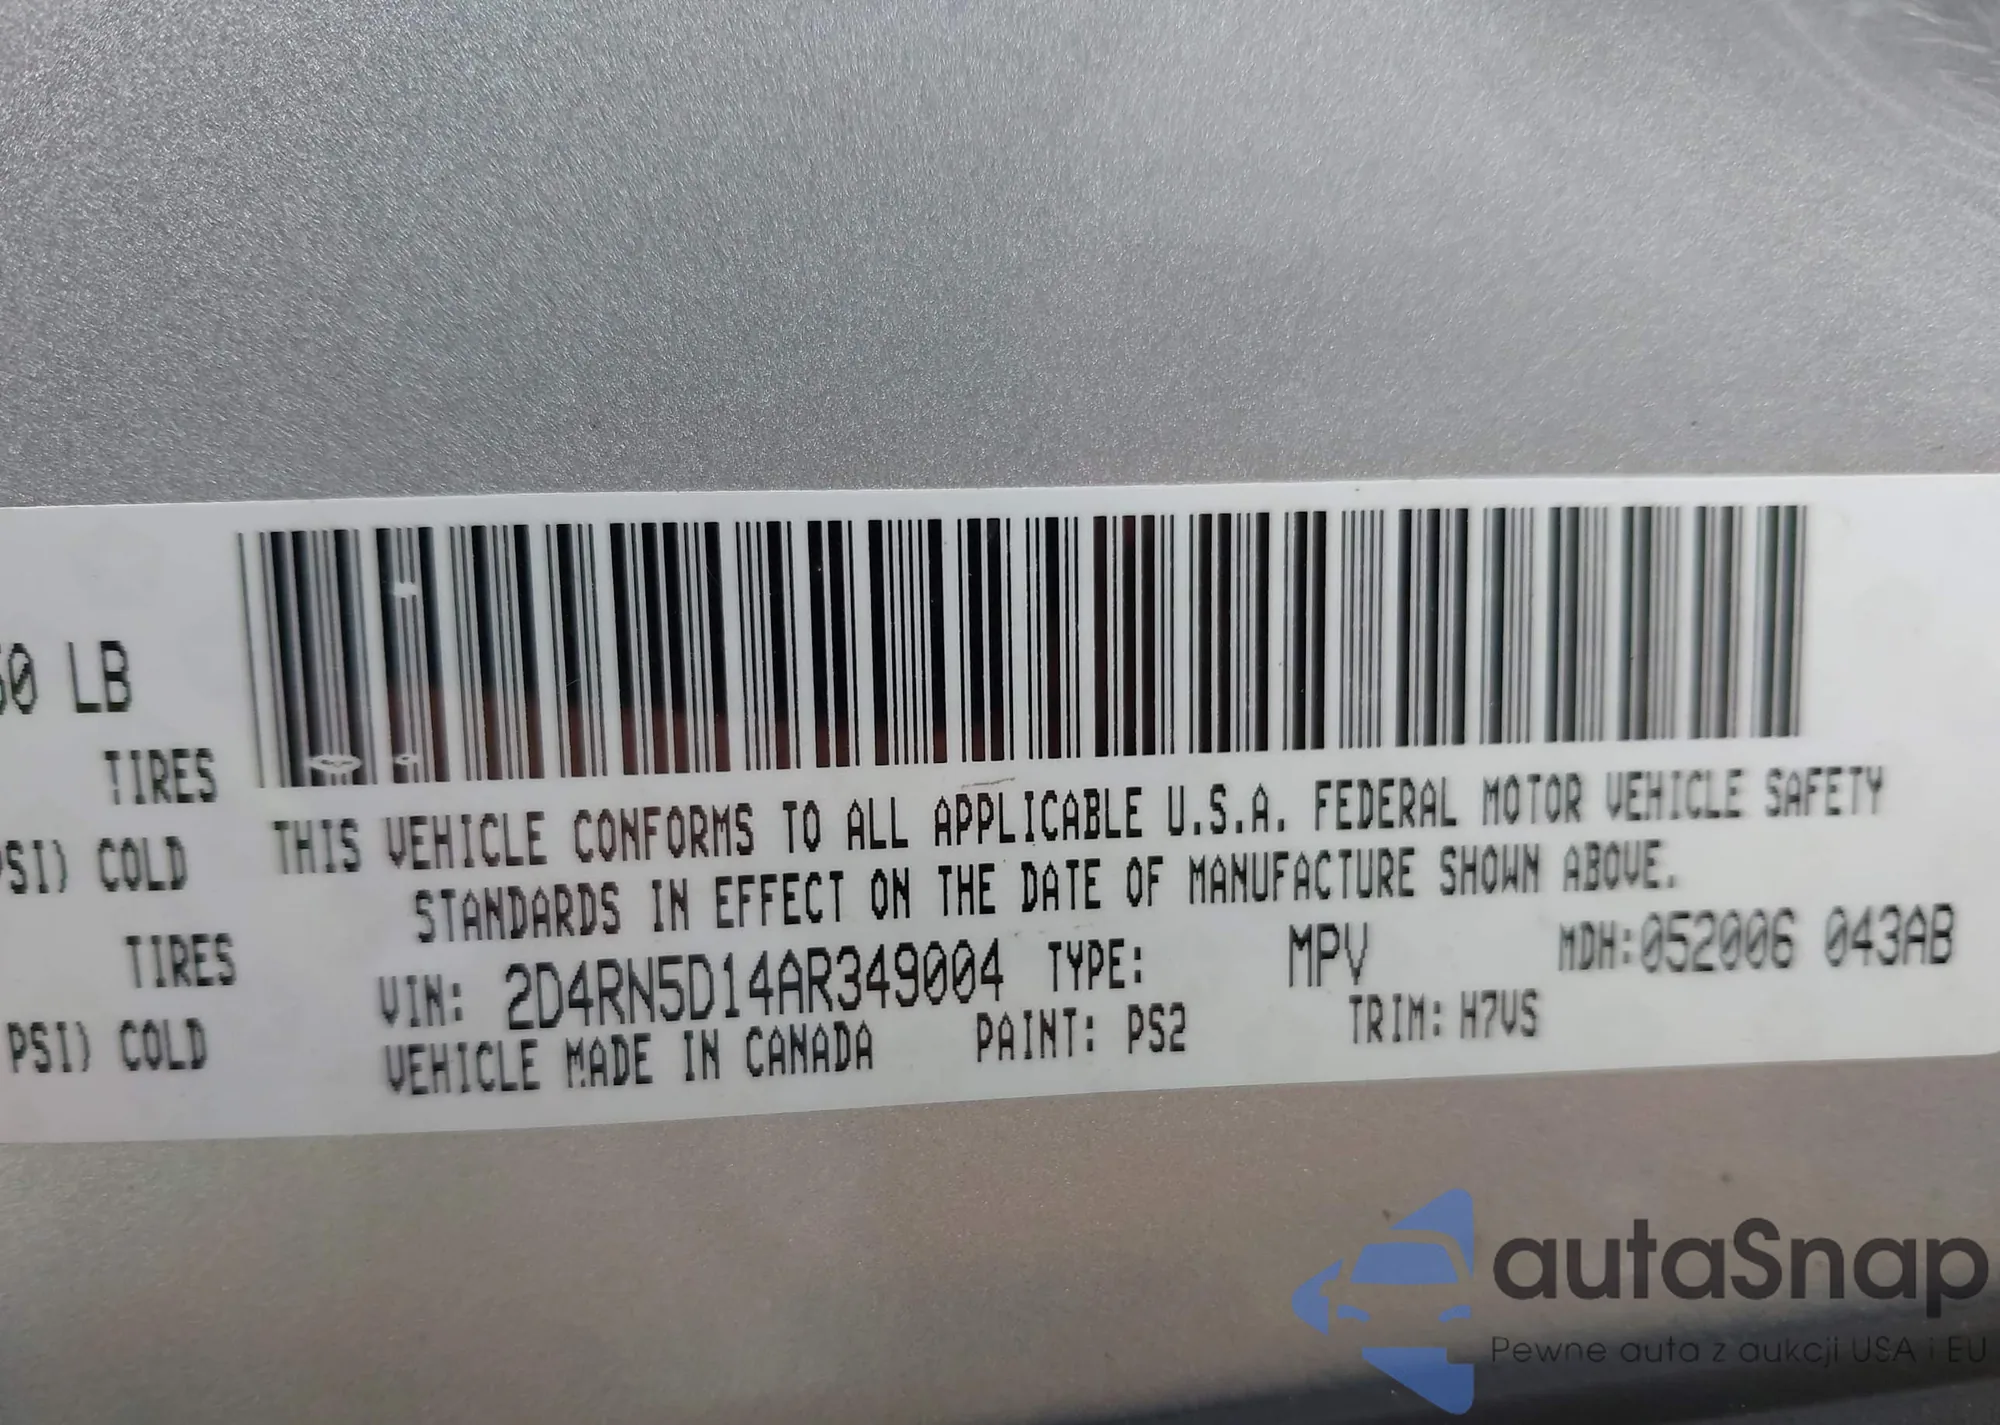 LB
TIRES
COLD
TIRES
PSI) COLD
THIS VEHICLE CONFORMS TO ALL APPLICABLE U.S.A. FEDERAL MOTOR VEHICLE SAFETY
STANDARDS IN EFFECT ON THE DATE OF MANUFACTURE SHOWN ABOVE.
VIN: 2D4RN5D14AR349004 TYPE: MPV MDH:052006 043AB
VEHICLE MADE IN CANADA PAINT: PS2 TRIM: H7VS
autaSnap
Pewne auta z aukcji USA i EU